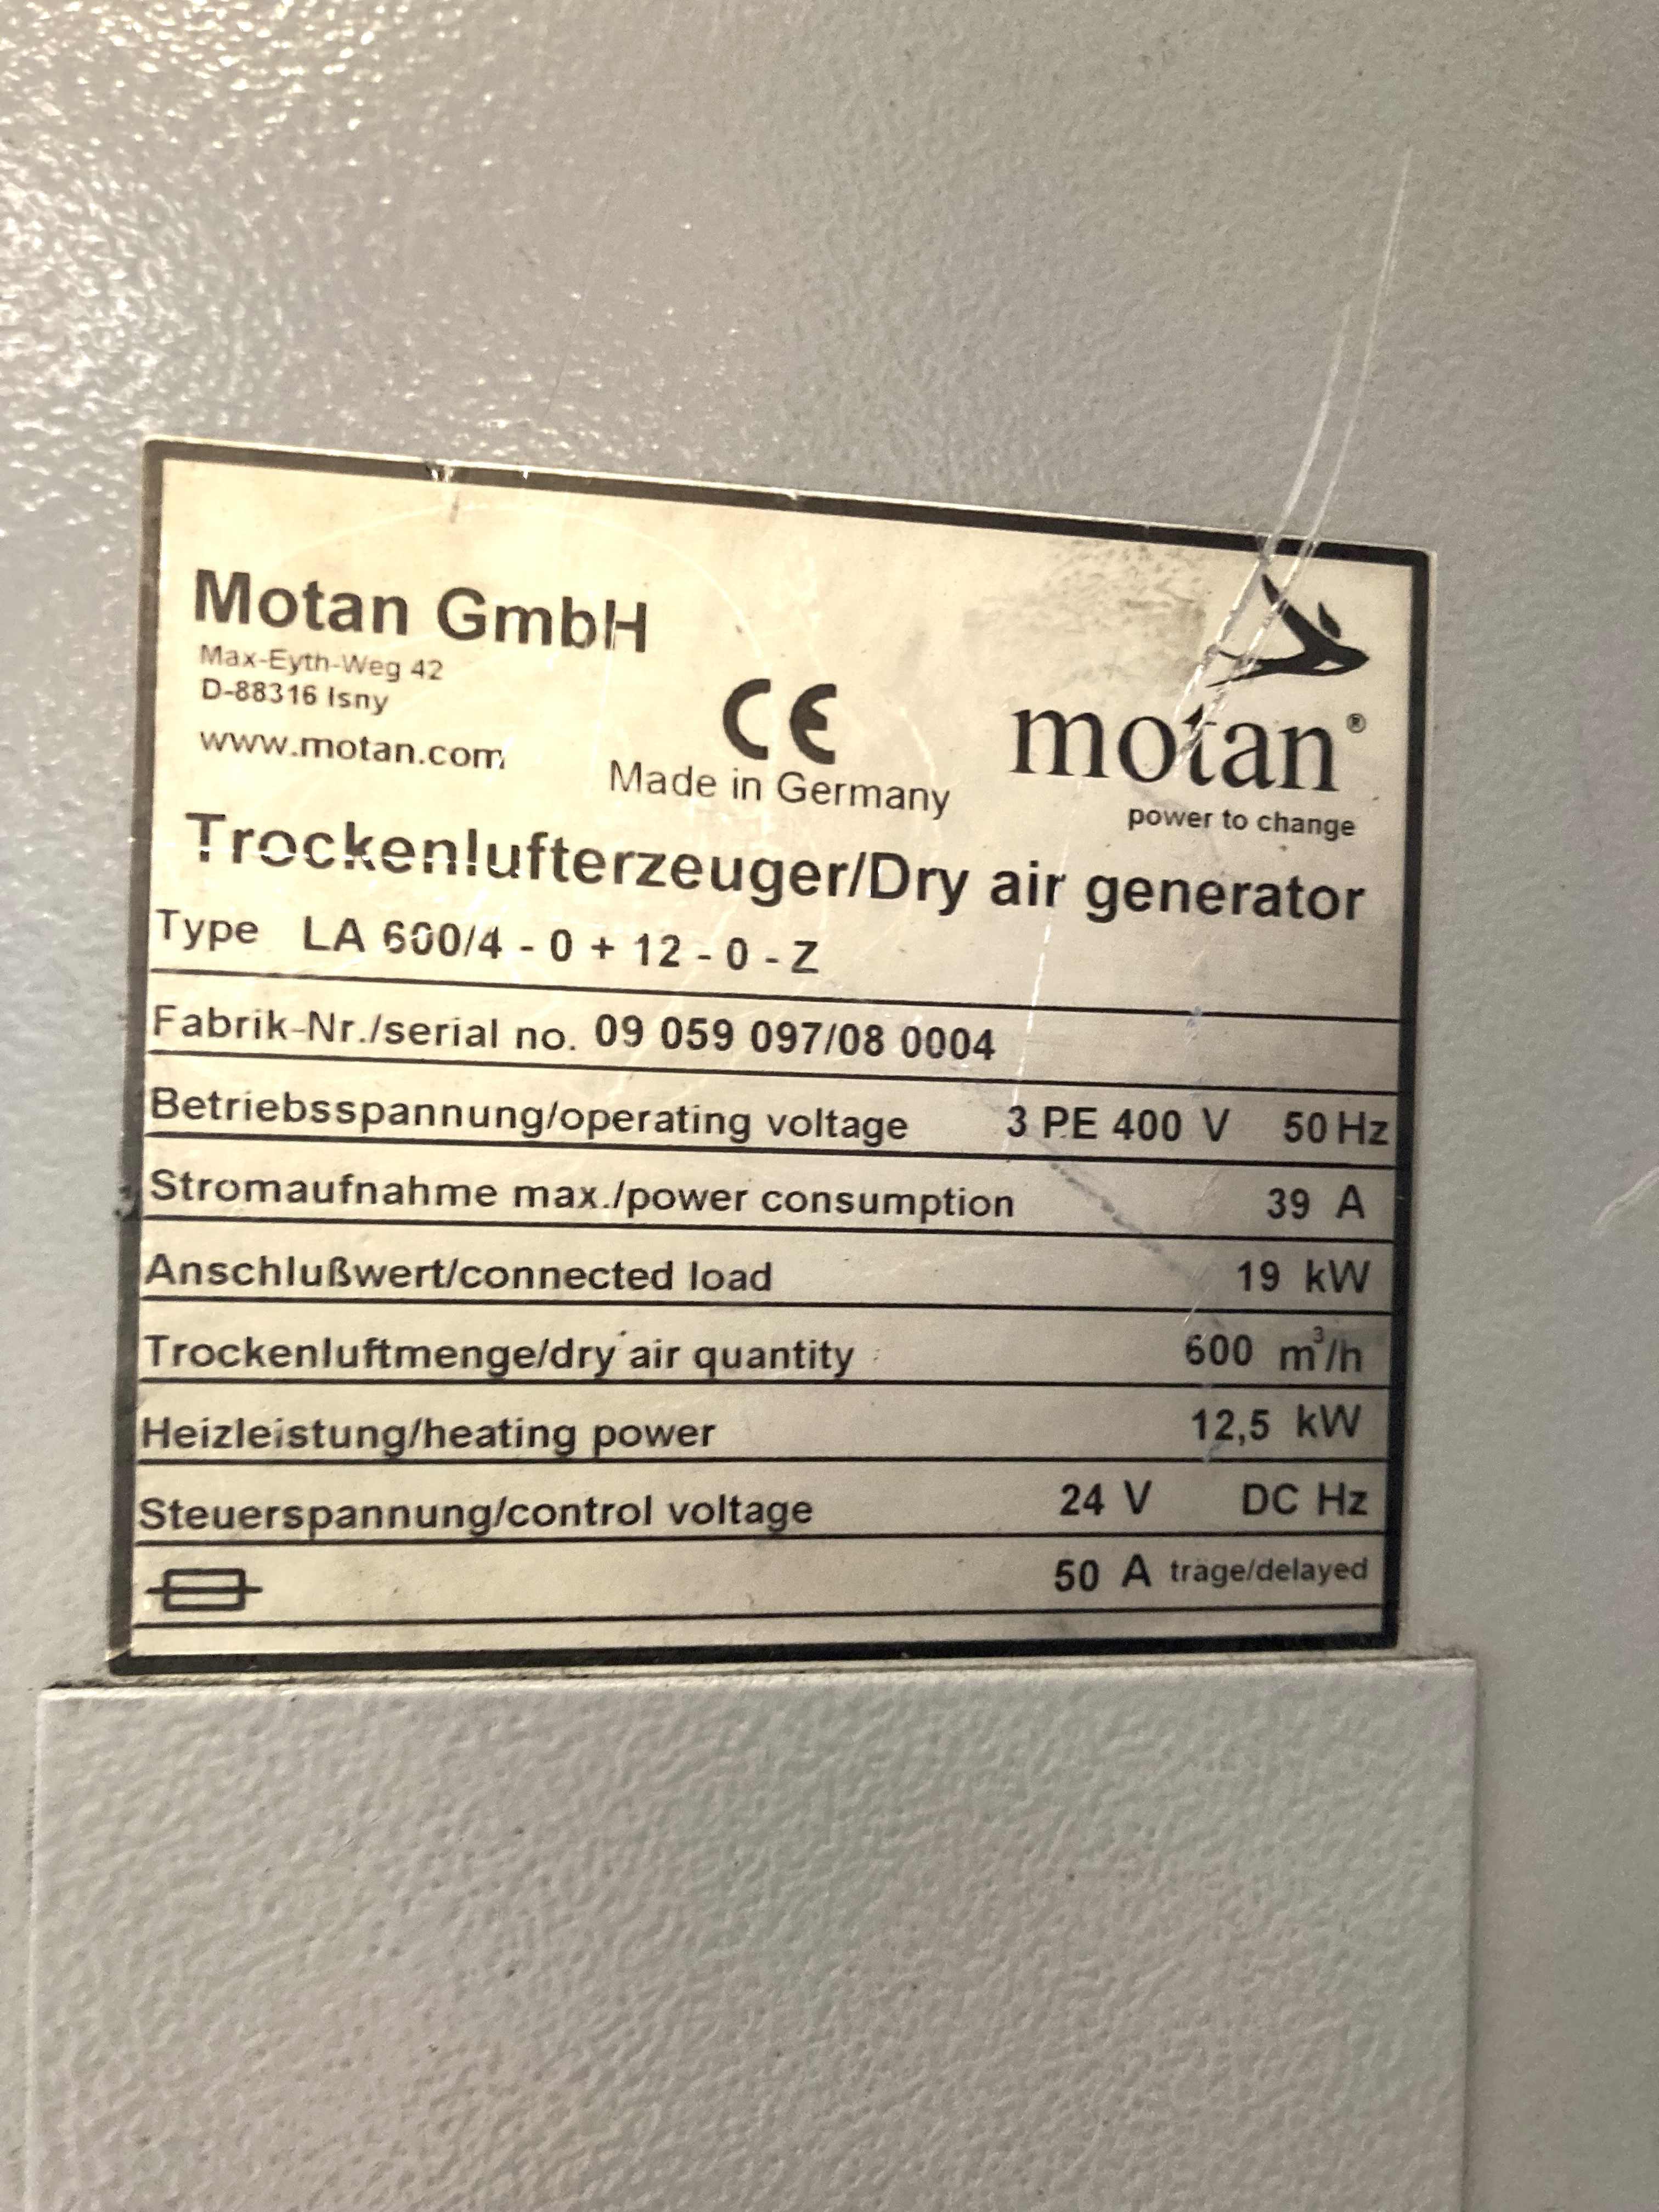 Motan GmbH
Max-Eyth-Weg 42
D-88316 Isny
www.motan.com
CE
Made in Germany
motan®
power to change
Trockenlufterzeuger/Dry air generator
Type LA 600/4 - 0 + 12 - 0 - Z
Fabrik-Nr./serial no. 09 059 097/08 0004
Betriebsspannung/operating voltage 3 PE 400 V 50 Hz
Stromaufnahme max./power consumption 39 A
Anschlußwert/connected load 19 kW
Trockenluftmenge/dry air quantity 600 m³/h
Heizleistung/heating power 12,5 kW
Steuerspannung/control voltage 24 V DC Hz
50 A träge/delayed